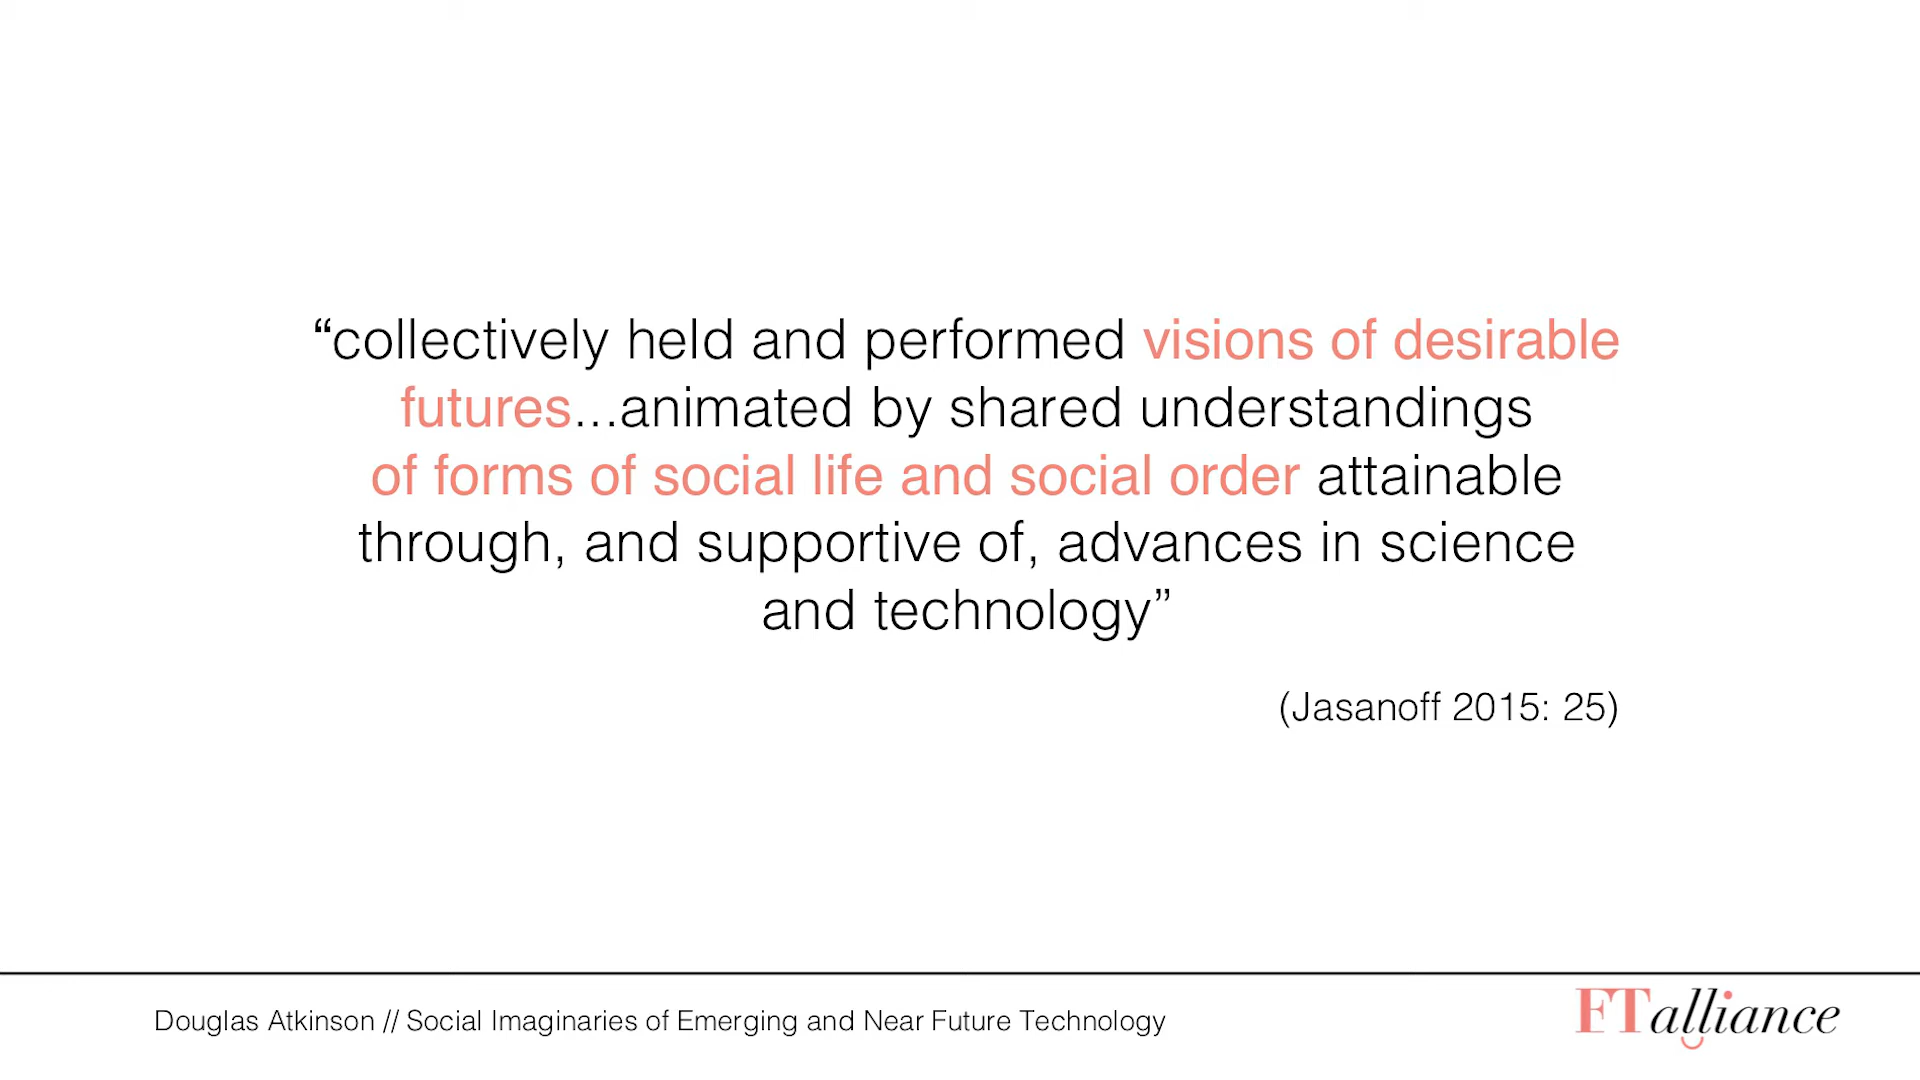 “collectively held and performed visions of desirable
futures...animated by shared understandings
of forms of social life and social order attainable
through, and supportive of, advances in science
and technology”
(Jasanoff 2015: 25)
Douglas Atkinson // Social Imaginaries of Emerging and Near Future Technology
FTalliance